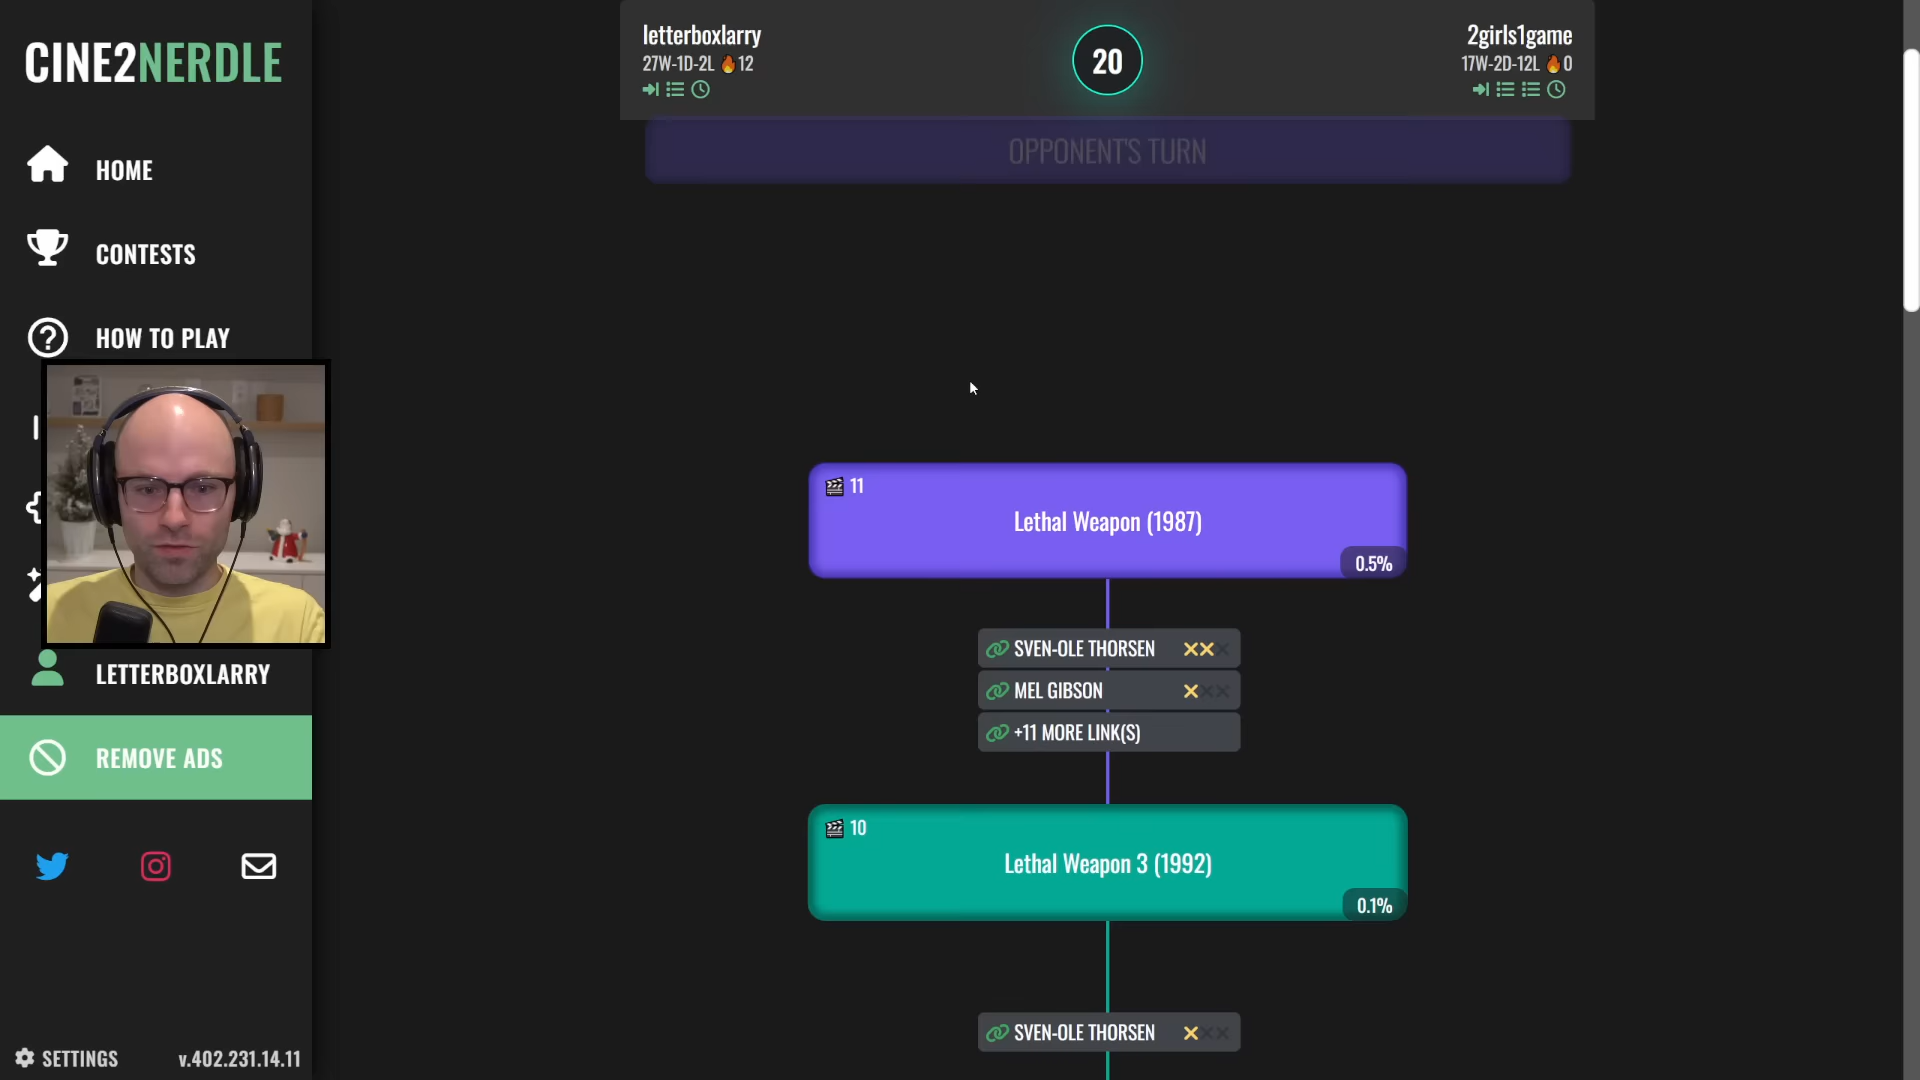 CINE2NERDLE
HOME
CONTESTS
HOW TO PLAY
LETTERBOXLARRY
REMOVE ADS
SETTINGS
v.402.231.14.11
letterboxlarry
27W-1D-2L 🔥12
20
2girls1game
17W-2D-12L 🔥0
OPPONENT'S TURN
11
Lethal Weapon (1987)
0.5%
SVEN-OLE THORSEN
MEL GIBSON
+11 MORE LINK(S)
10
Lethal Weapon 3 (1992)
0.1%
SVEN-OLE THORSEN